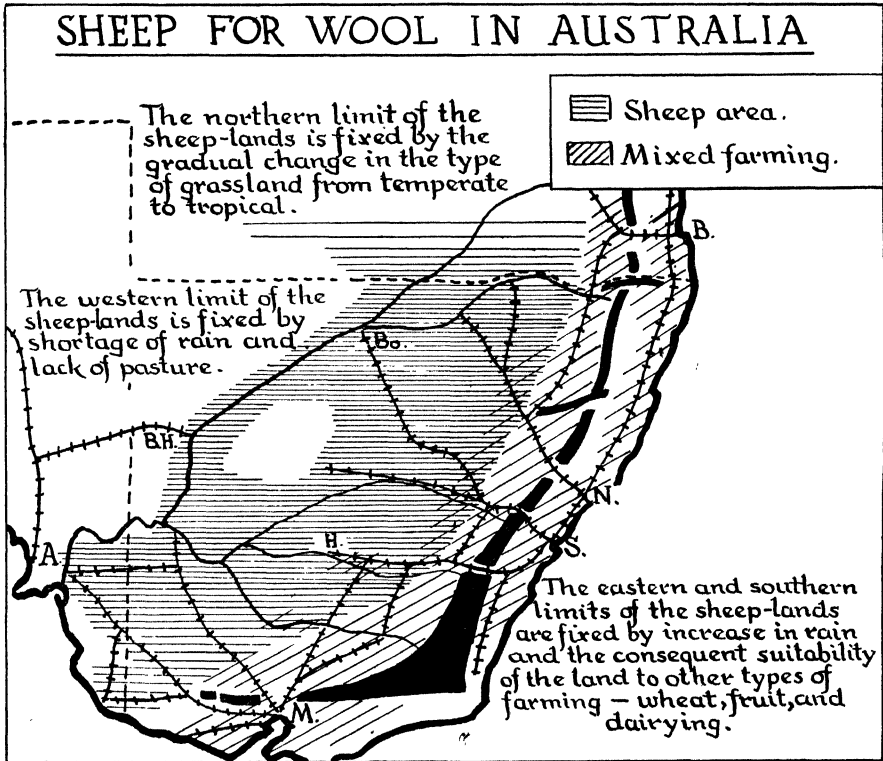 SHEEP FOR WOOL IN AUSTRALIA
Sheep area.
Mixed farming.
The northern limit of the
sheep-lands is fixed by the
gradual change in the type
of grassland from temperate
to tropical.
B.
The western limit of the
sheep-lands is fixed by
shortage of rain and
lack of pasture.
Bo.
B.H.
N.
H.
S.
A
The eastern and southern
limits of the sheep-lands
are fixed by increase in rain
and the consequent suitability
of the land to other types of
farming – wheat, fruit, and
dairying.
M.